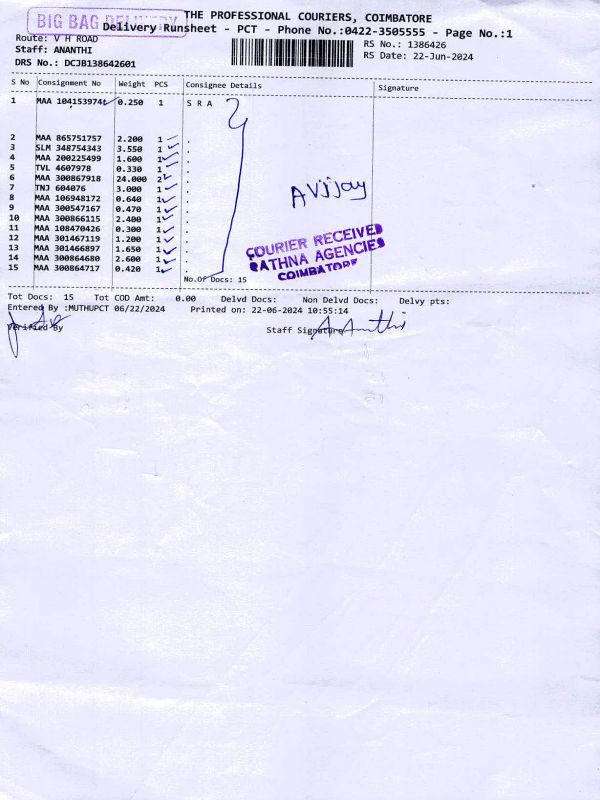 BIG BAG DELIVERY
THE PROFESSIONAL COURIERS, COIMBATORE
Delivery Runsheet - PCT - Phone No.:0422-3505555 - Page No.:1
Route: V H ROAD
Staff: ANANTHI
DRS No.: DCJB138642601
RS No.: 1386426
RS Date: 22-Jun-2024
S No Consignment No Weight PCS Consignee Details Signature
1 MAA 104153974 0.250 1 S R A
2 MAA 865751757 2.200 1 .
3 SLM 348754343 3.550 1 .
4 MAA 200225499 1.600 1 .
5 TVL 4607978 0.330 1 .
6 MAA 300867918 24.000 2 .
7 TNJ 604076 3.000 1 .
8 MAA 106948172 0.640 1 .
9 MAA 300547167 0.470 1 .
10 MAA 300866115 2.400 1 .
11 MAA 108470426 0.300 1 .
12 MAA 301467119 1.200 1 .
13 MAA 301466897 1.650 1 .
14 MAA 300864680 2.600 1 .
15 MAA 300864717 0.420 1 .
A Vijay
COURIER RECEIVED
RATHNA AGENCIES
COIMBATORE
No.Of Docs: 15
Tot Docs: 15 Tot COD Amt: 0.00 Delvd Docs: Non Delvd Docs: Delvy pts:
Entered By :MUTHUPCT 06/22/2024 Printed on: 22-06-2024 10:55:14
Verified By Staff Signature
A. Ananthi